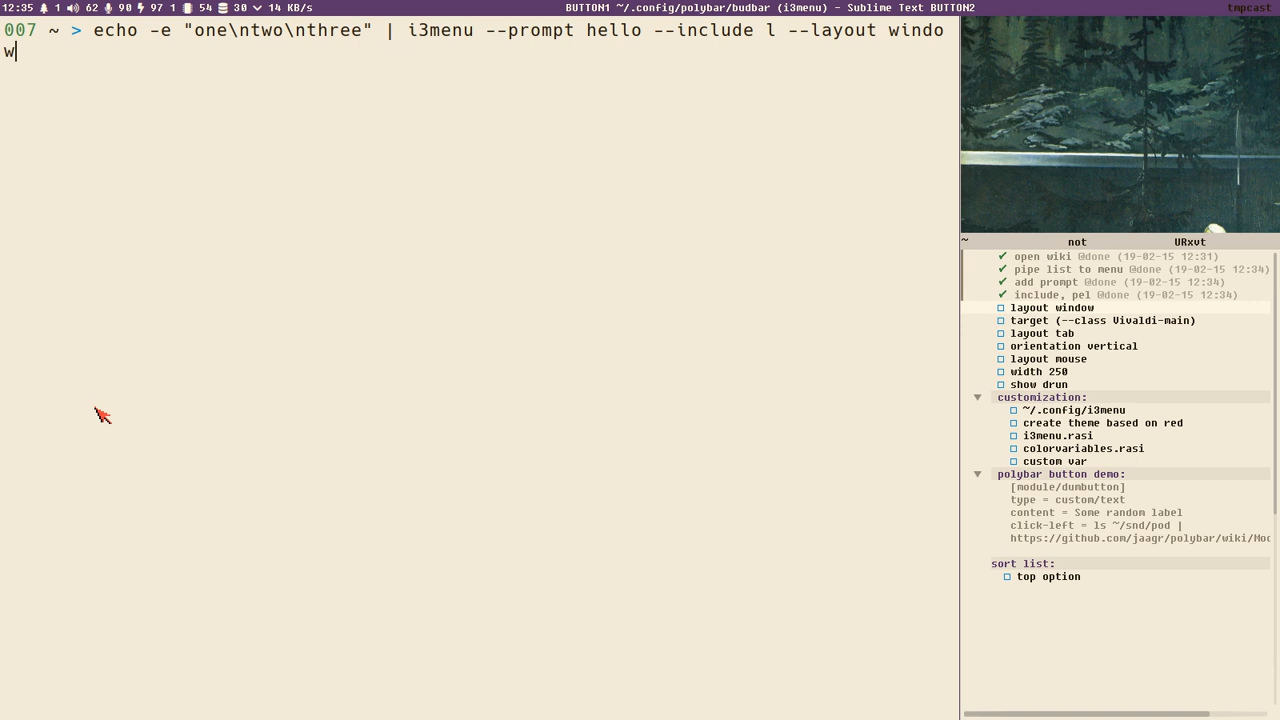 12:35 1 62 90 97 1 54 30 14 KB/s BUTTON1 ~/.config/polybar/budbar (i3menu) - Sublime Text BUTTON2 tmpcast
007 ~ > echo -e "one\ntwo\nthree" | i3menu --prompt hello --include l --layout windo
w
~ not URxvt
✔ open wiki @done (19-02-15 12:31)
✔ pipe list to menu @done (19-02-15 12:34)
✔ add prompt @done (19-02-15 12:34)
✔ include, pel @done (19-02-15 12:34)
layout window
target (--class Vivaldi-main)
layout tab
orientation vertical
layout mouse
width 250
show drun
customization:
~/.config/i3menu
create theme based on red
i3menu.rasi
colorvariables.rasi
custom var
polybar button demo:
[module/dumbutton]
type = custom/text
content = Some random label
click-left = ls ~/snd/pod |
https://github.com/jaagr/polybar/wiki/Moc
sort list:
top option